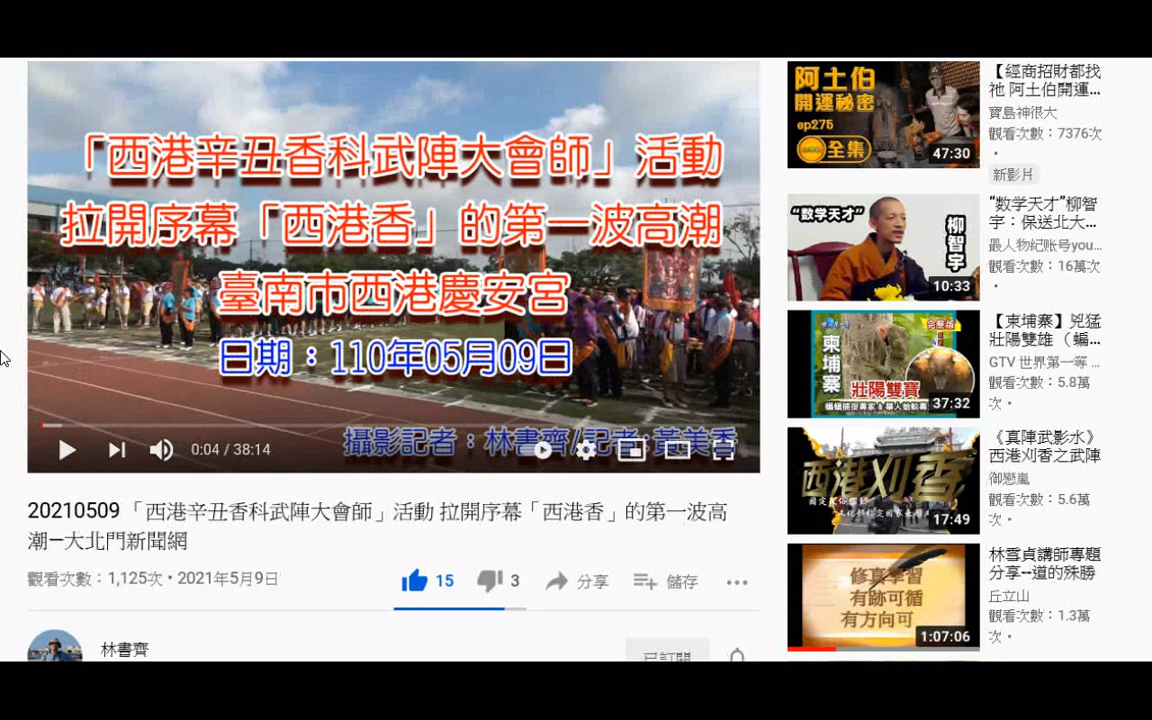 「西港辛丑香科武陣大會師」活動
拉開序幕「西港香」的第一波高潮
臺南市西港慶安宮
日期：110年05月09日
攝影記者：林書齊/記者:黃美香
0:04 / 38:14
20210509「西港辛丑香科武陣大會師」活動 拉開序幕「西港香」的第一波高
潮—大北門新聞網
觀看次數：1,125次・2021年5月9日
15
3
分享
儲存
林書齊
已訂閱
阿土伯
開運秘密
ep275
全集
47:30
【經商招財都找
祂 阿土伯開運...
寶島神很大
觀看次數：7376次
・
新影片
“数学天才”
柳智宇
10:33
“数学天才”柳智
宇：保送北大...
最人物纪账号you...
觀看次數：16萬次
・
完整版
柬埔寨
壯陽雙寶
37:32
【柬埔寨】兇猛
壯陽雙雄（蝙...
GTV 世界第一等 ...
觀看次數：5.8萬
次・
西港刈香
17:49
《真陣武影水》
西港刈香之武陣
御戀嵐
觀看次數：5.6萬
次・
修真學習
有跡可循
有方向可
1:07:06
林雪貞講師專題
分享--道的殊勝
丘立山
觀看次數：1.3萬
次・